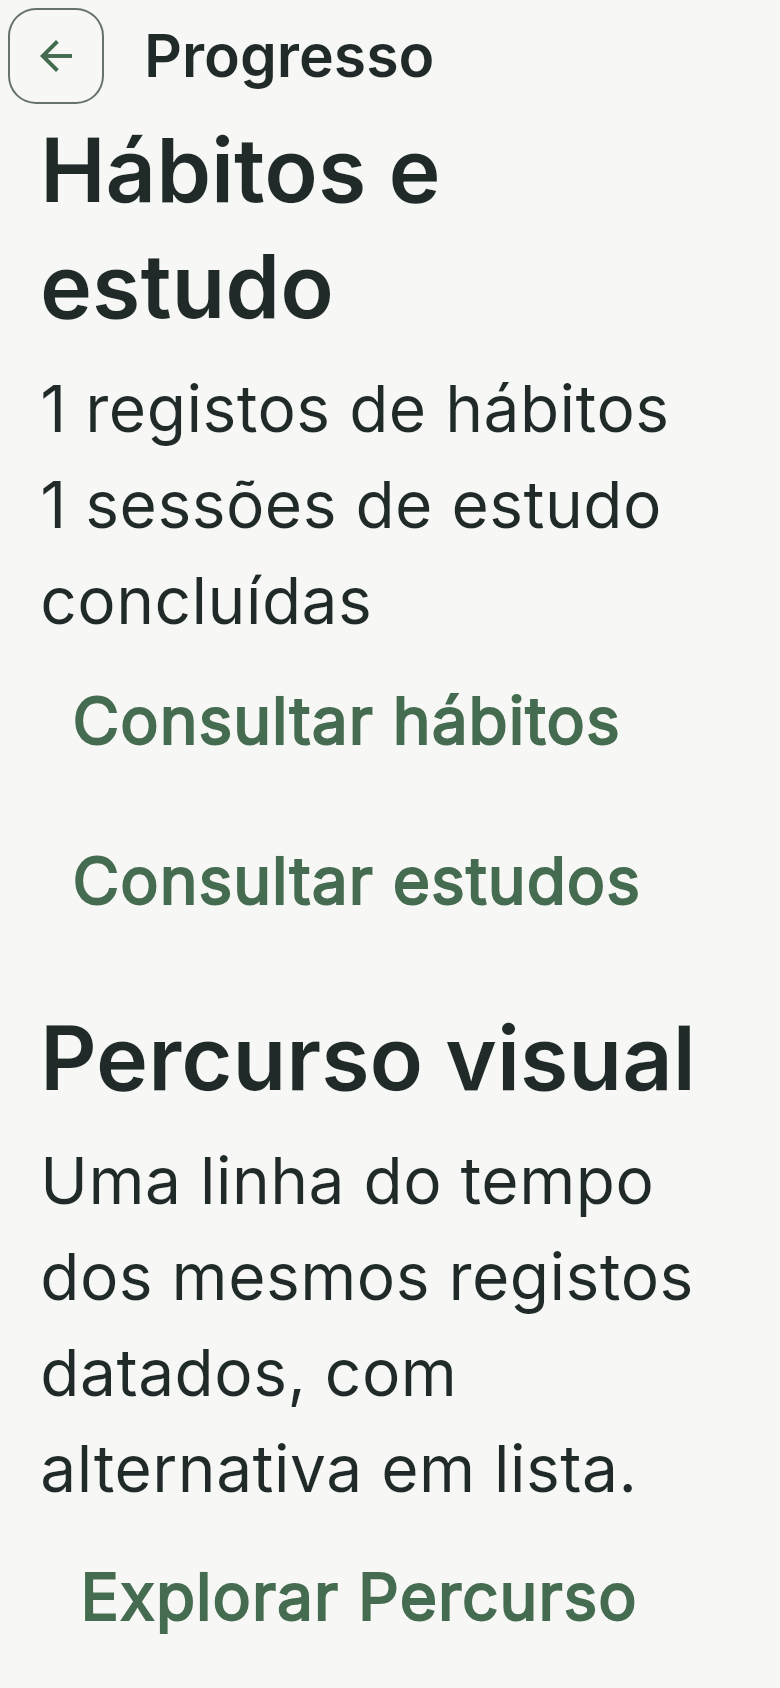 Progresso
Hábitos e
estudo
1 registos de hábitos
1 sessões de estudo
concluídas
Consultar hábitos
Consultar estudos
Percurso visual
Uma linha do tempo
dos mesmos registos
datados, com
alternativa em lista.
Explorar Percurso